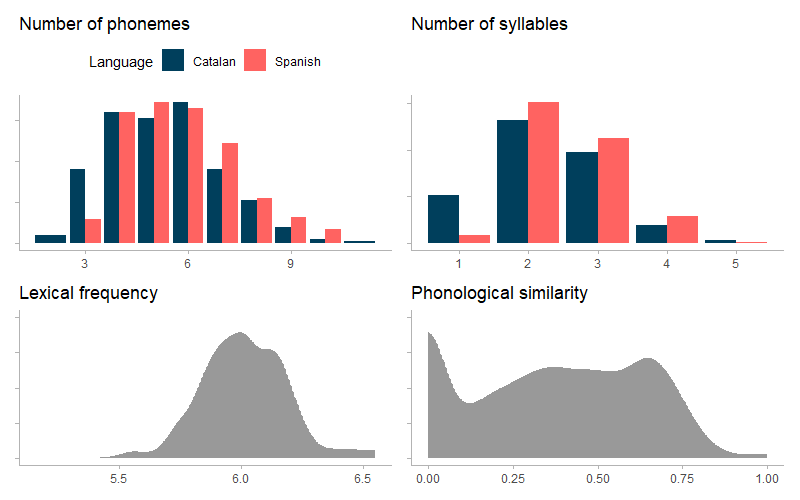 Number of phonemes
Language Catalan Spanish
3 6 9
Number of syllables
1 2 3 4 5
Lexical frequency
5.5 6.0 6.5
Phonological similarity
0.00 0.25 0.50 0.75 1.00